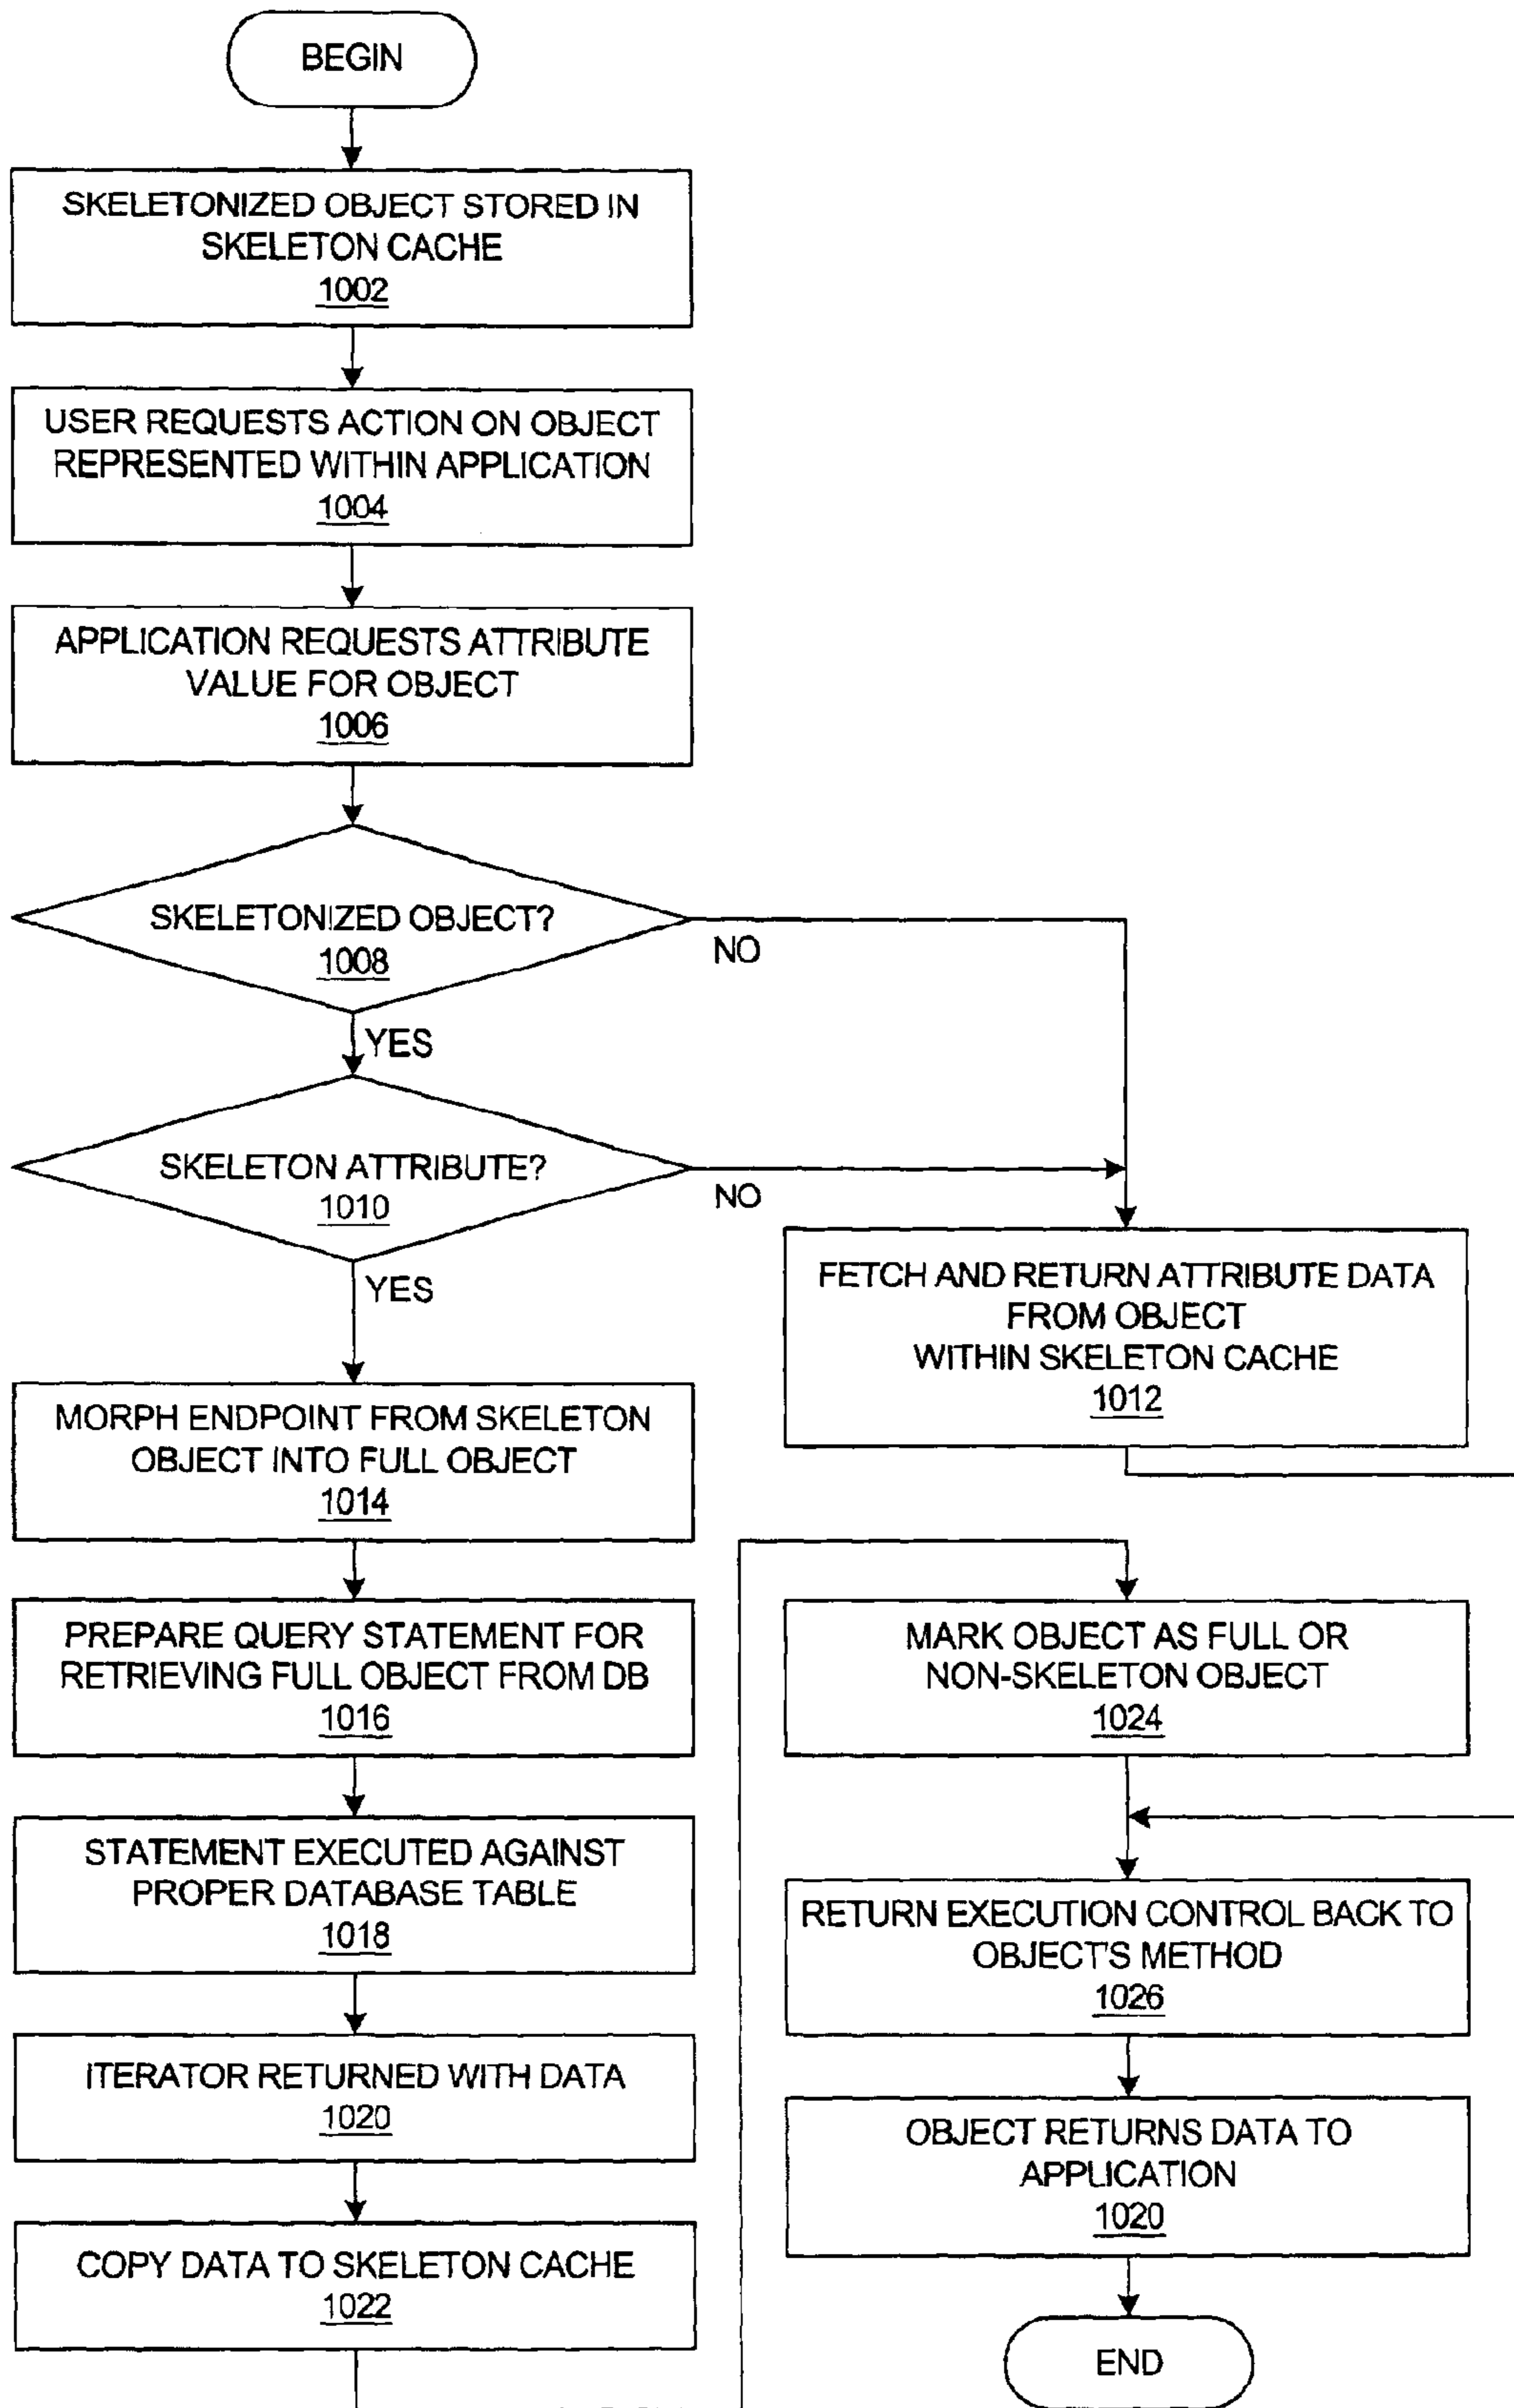 BEGIN
SKELETONIZED OBJECT STORED IN
SKELETON CACHE
1002
USER REQUESTS ACTION ON OBJECT
REPRESENTED WITHIN APPLICATION
1004
APPLICATION REQUESTS ATTRIBUTE
VALUE FOR OBJECT
1006
SKELETONIZED OBJECT?
1008
NO
YES
SKELETON ATTRIBUTE?
1010
NO
YES
FETCH AND RETURN ATTRIBUTE DATA
FROM OBJECT
WITHIN SKELETON CACHE
1012
MORPH ENDPOINT FROM SKELETON
OBJECT INTO FULL OBJECT
1014
PREPARE QUERY STATEMENT FOR
RETRIEVING FULL OBJECT FROM DB
1016
STATEMENT EXECUTED AGAINST
PROPER DATABASE TABLE
1018
ITERATOR RETURNED WITH DATA
1020
COPY DATA TO SKELETON CACHE
1022
MARK OBJECT AS FULL OR
NON-SKELETON OBJECT
1024
RETURN EXECUTION CONTROL BACK TO
OBJECT'S METHOD
1026
OBJECT RETURNS DATA TO
APPLICATION
1020
END